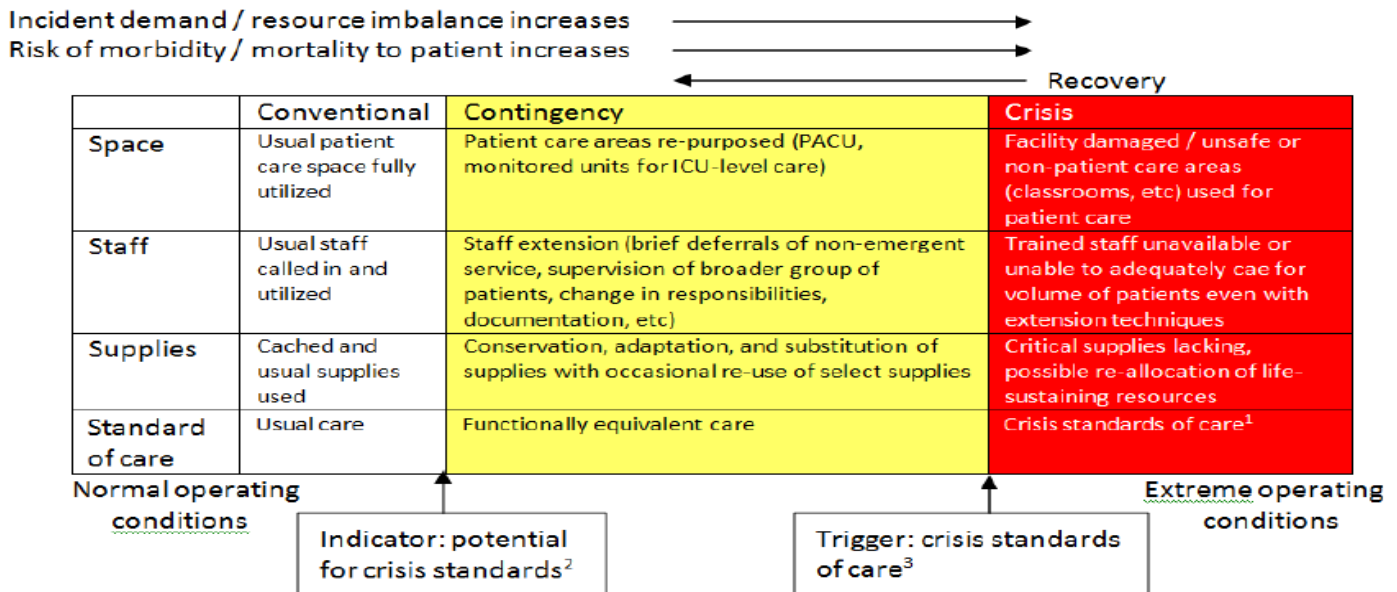 Incident demand / resource imbalance increases
Risk of morbidity / mortality to patient increases
Recovery
Conventional
Contingency
Crisis
Space
Usual patient
care space fully
utilized
Patient care areas re-purposed (PACU,
monitored units for ICU-level care)
Facility damaged / unsafe or
non-patient care areas
(classrooms, etc) used for
patient care
Staff
Usual staff
called in and
utilized
Staff extension (brief deferrals of non-emergent
service, supervision of broader group of
patients, change in responsibilities,
documentation, etc)
Trained staff unavailable or
unable to adequately cae for
volume of patients even with
extension techniques
Supplies
Cached and
usual supplies
used
Conservation, adaptation, and substitution of
supplies with occasional re-use of select supplies
Critical supplies lacking,
possible re-allocation of life-
sustaining resources
Standard
of care
Usual care
Functionally equivalent care
Crisis standards of care¹
Normal operating
conditions
Extreme operating
conditions
Indicator: potential
for crisis standards²
Trigger: crisis standards
of care³